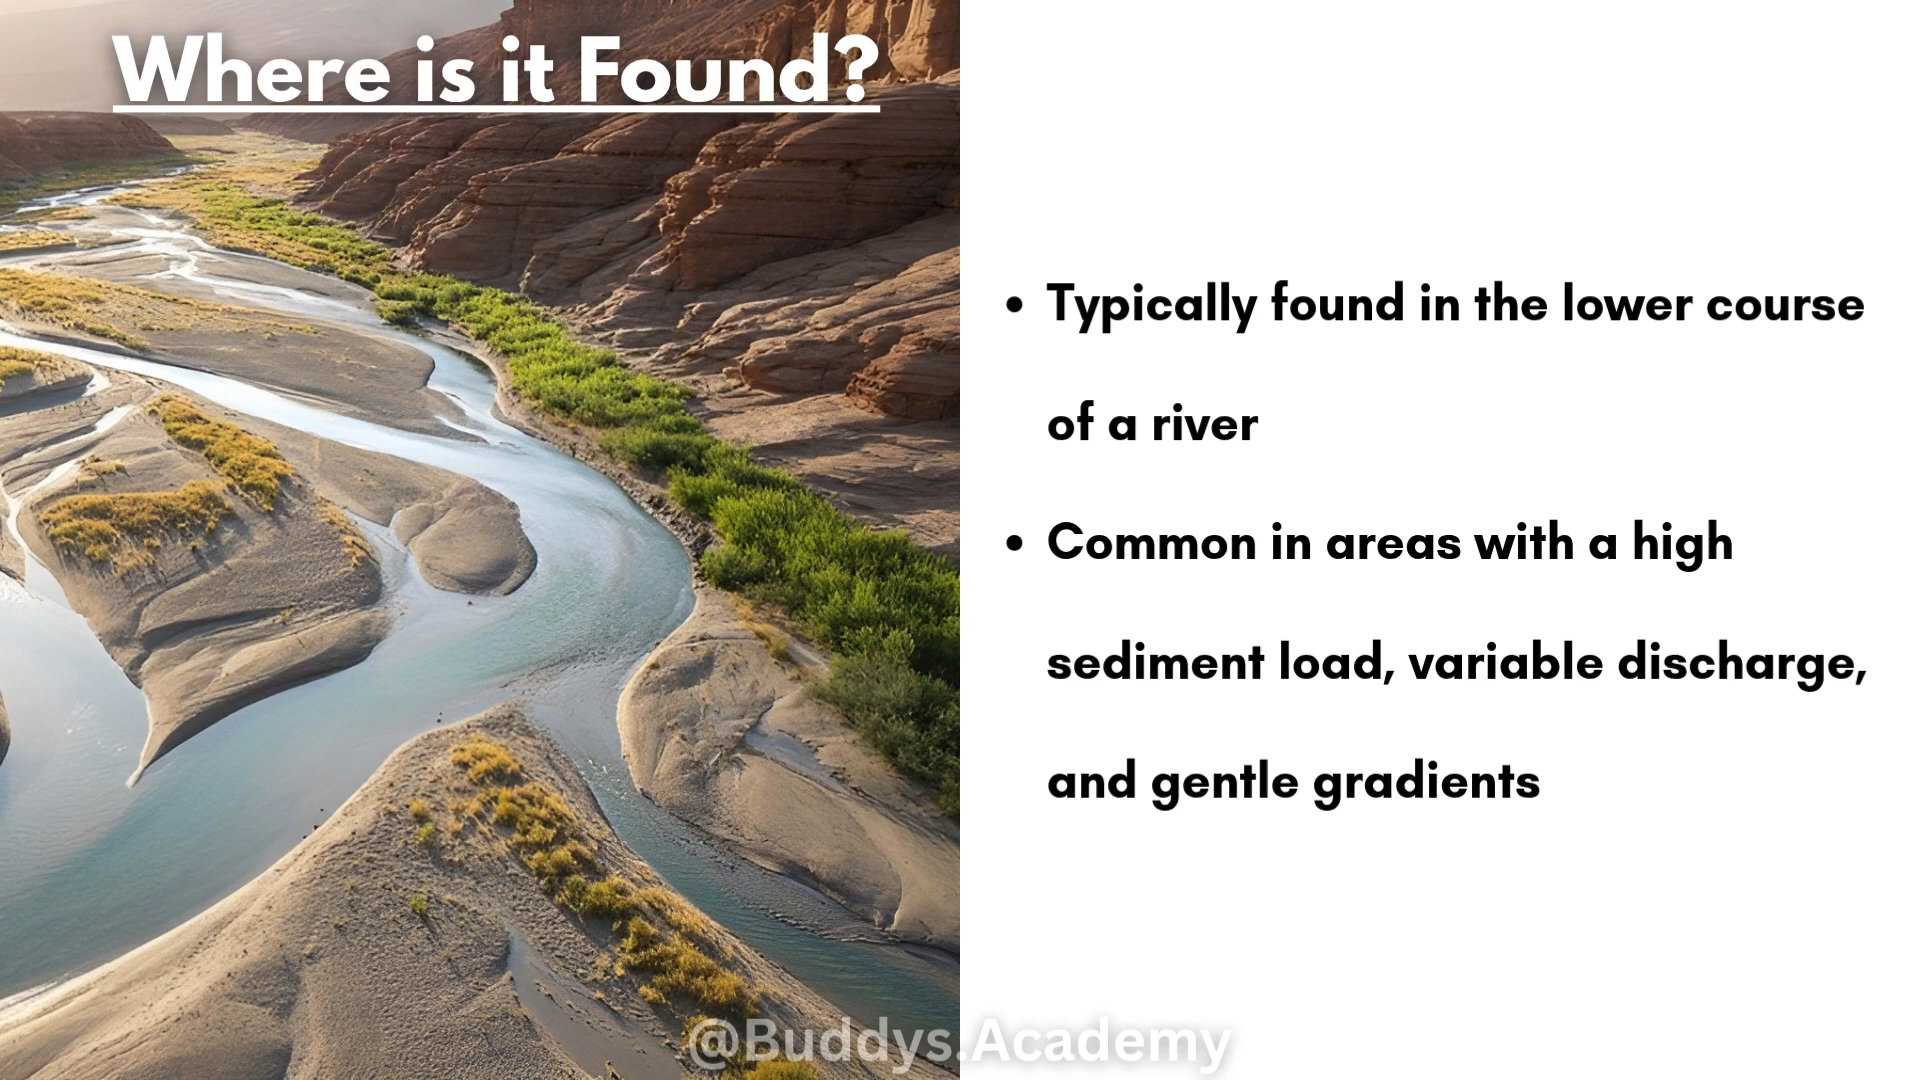 Where is it Found?
• Typically found in the lower course
of a river
• Common in areas with a high
sediment load, variable discharge,
and gentle gradients
@Buddys.Academy